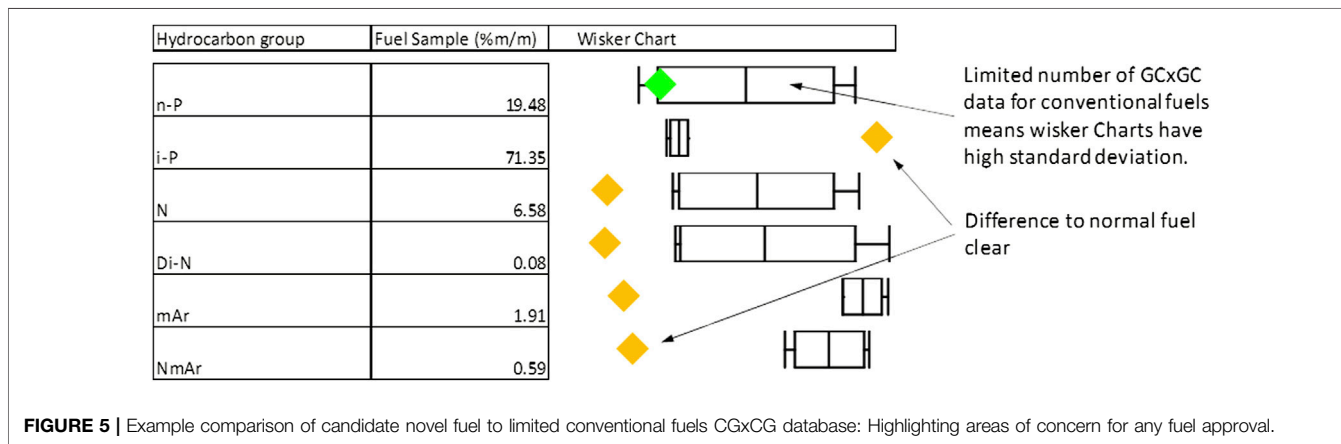 Hydrocarbon group Fuel Sample (%m/m) Wisker Chart
n-P 19.48
i-P 71.35
N 6.58
Di-N 0.08
mAr 1.91
NmAr 0.59
Limited number of GCxGC
data for conventional fuels
means wisker Charts have
high standard deviation.
Difference to normal fuel
clear
FIGURE 5 | Example comparison of candidate novel fuel to limited conventional fuels CGxCG database: Highlighting areas of concern for any fuel approval.